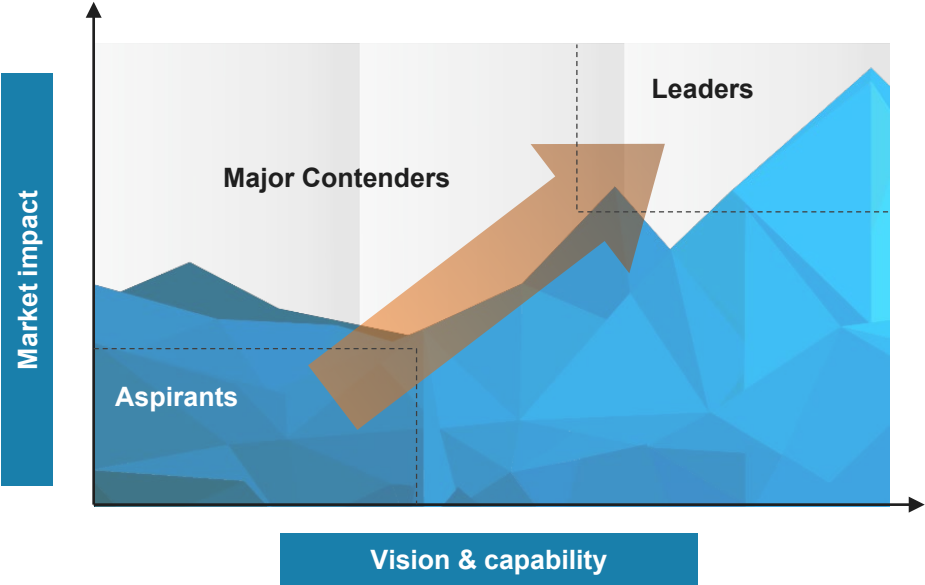 Leaders
Major Contenders
Market impact
Aspirants
Vision & capability